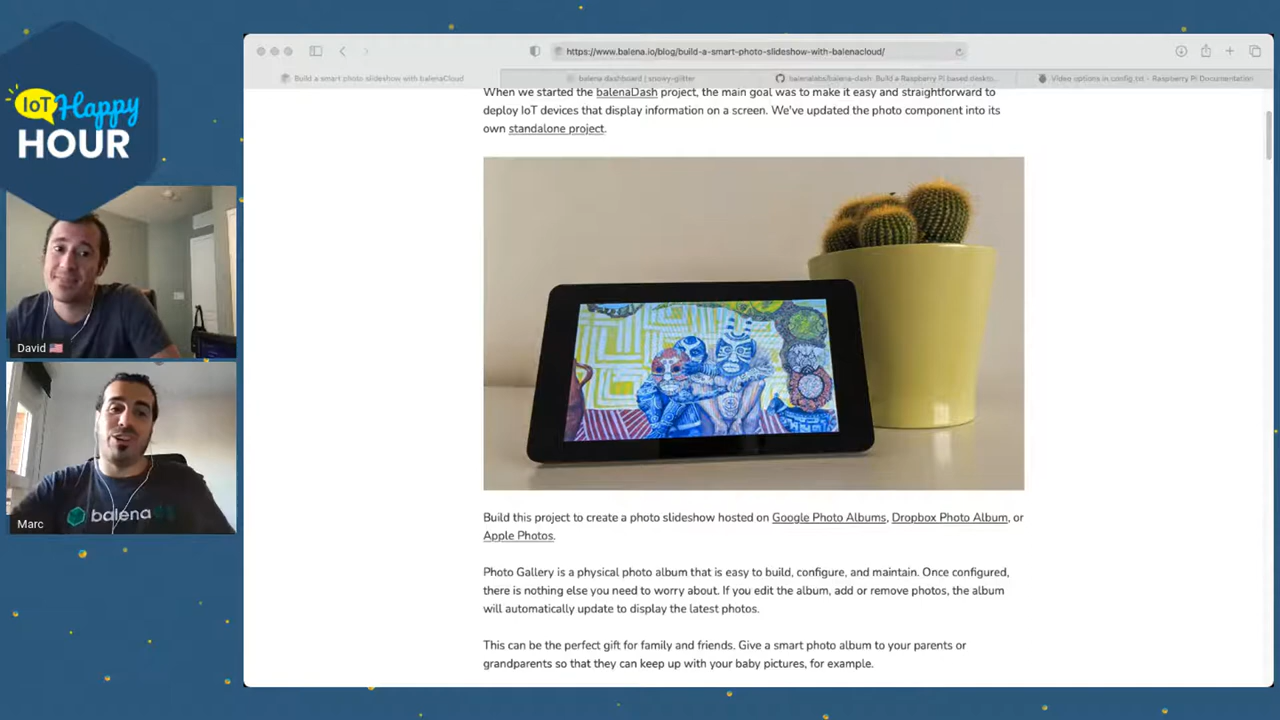 IoT Happy
HOUR
David
Marc
balena
https://www.balena.io/blog/build-a-smart-photo-slideshow-with-balenacloud/
Build a smart photo slideshow with balenaCloud
balena dashboard | snowy-glitter
balenalabs/balena-dash: Build a Raspberry Pi based deskto...
Video options in config.txt - Raspberry Pi Documentation
When we started the balenaDash project, the main goal was to make it easy and straightforward to
deploy IoT devices that display information on a screen. We've updated the photo component into its
own standalone project.
Build this project to create a photo slideshow hosted on Google Photo Albums, Dropbox Photo Album, or
Apple Photos.
Photo Gallery is a physical photo album that is easy to build, configure, and maintain. Once configured,
there is nothing else you need to worry about. If you edit the album, add or remove photos, the album
will automatically update to display the latest photos.
This can be the perfect gift for family and friends. Give a smart photo album to your parents or
grandparents so that they can keep up with your baby pictures, for example.